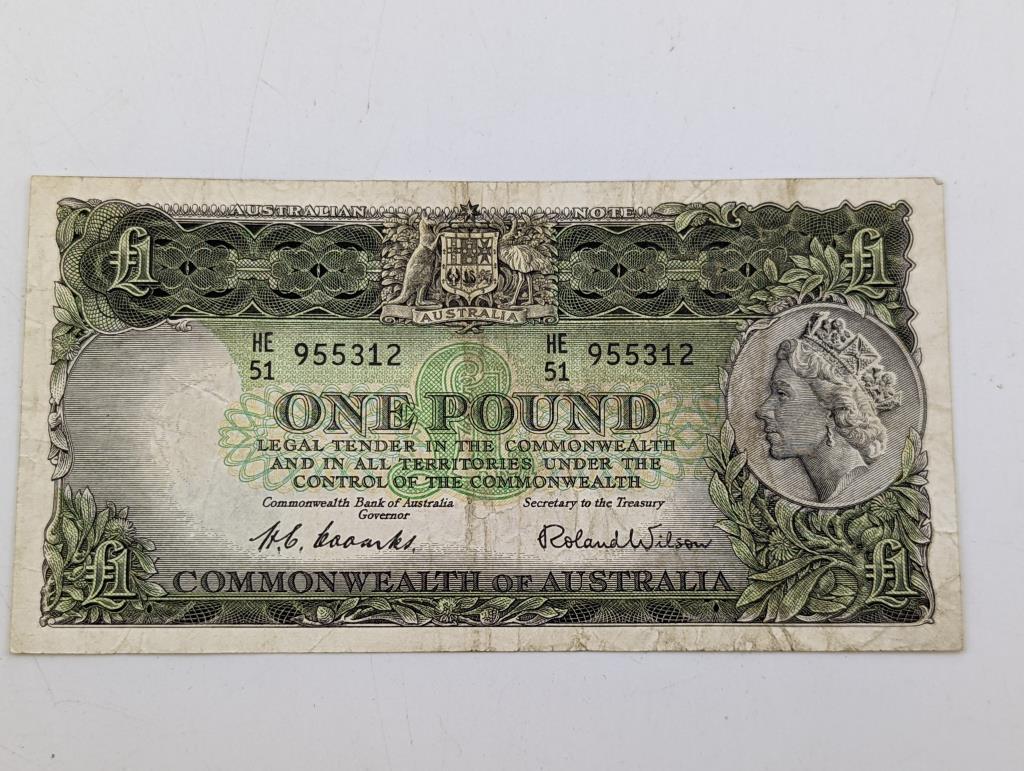 AUSTRALIAN NOTE
£1 £1
AUSTRALIA
HE 51 955312 HE 51 955312
ONE POUND
LEGAL TENDER IN THE COMMONWEALTH
AND IN ALL TERRITORIES UNDER THE
CONTROL OF THE COMMONWEALTH
Commonwealth Bank of Australia Secretary to the Treasury
Governor
H.C. Coombs. Roland Wilson
£1 £1
COMMONWEALTH OF AUSTRALIA